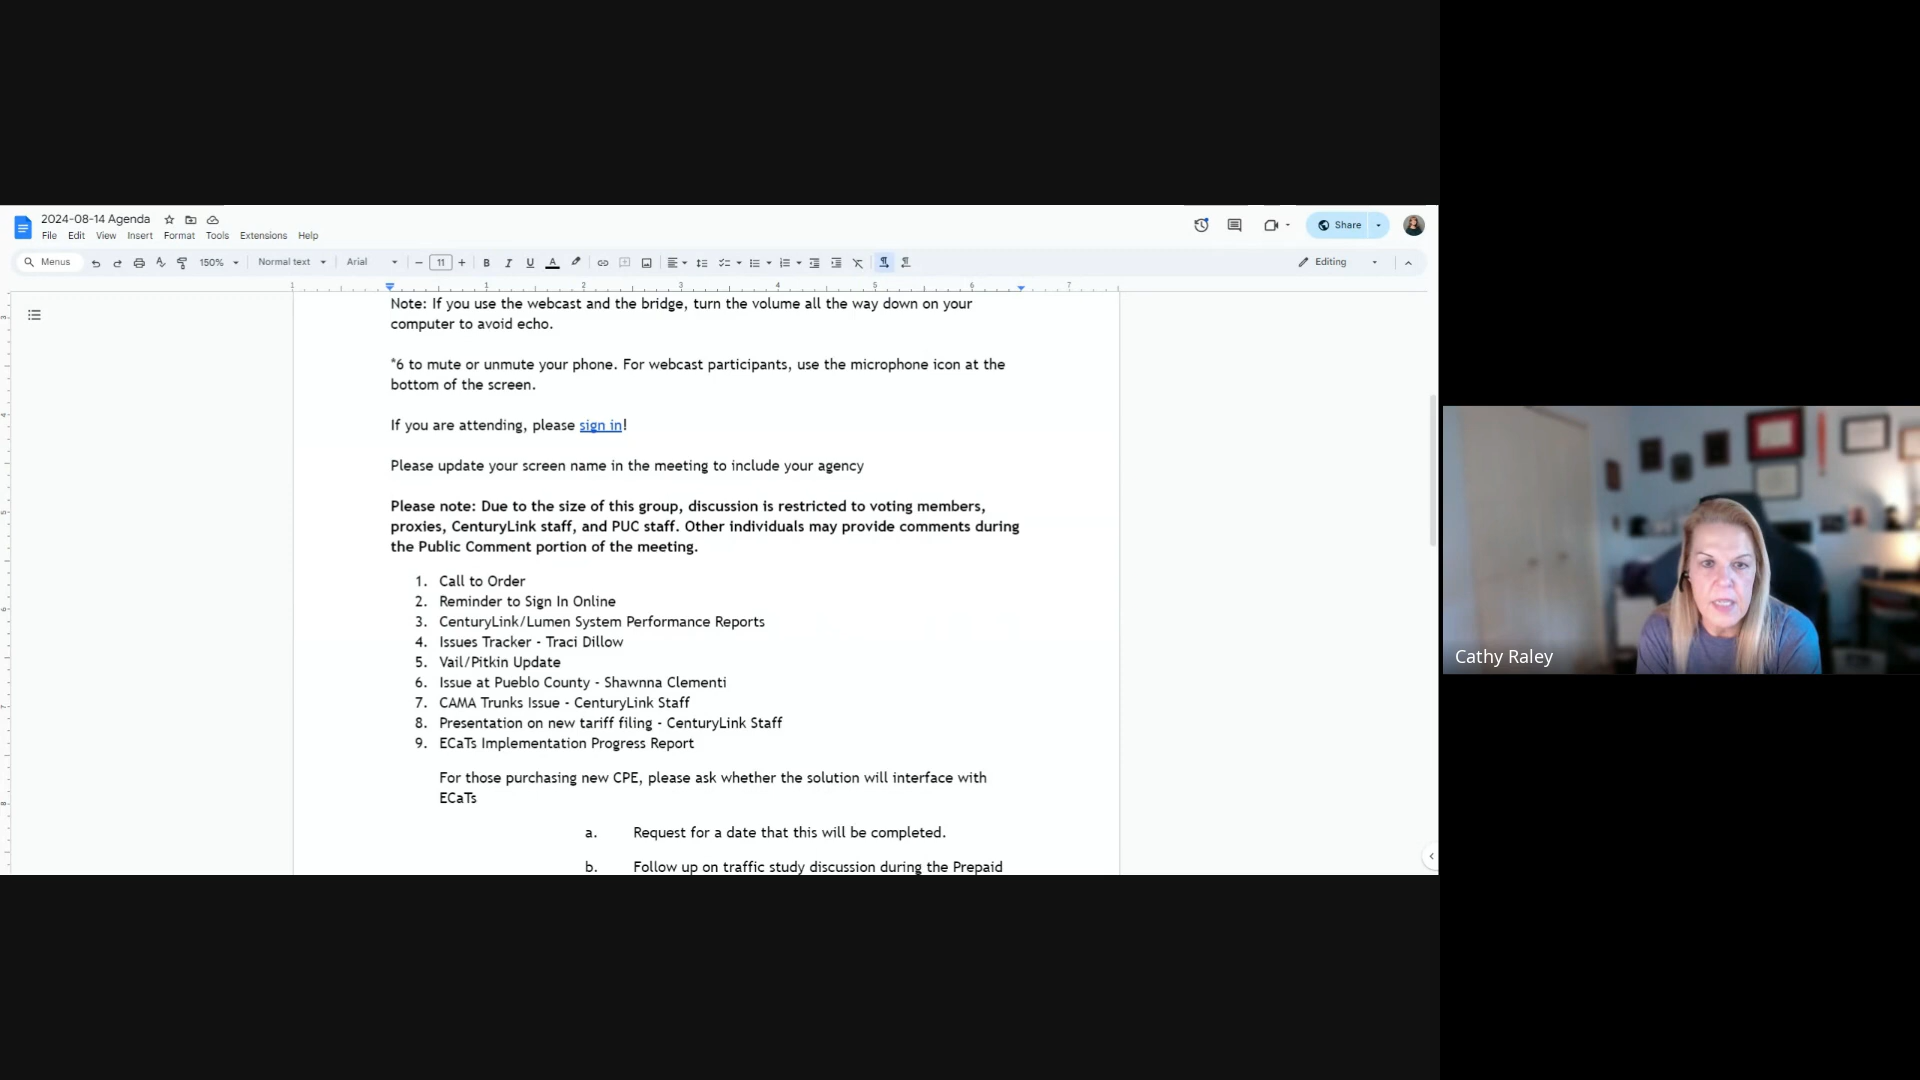 2024-08-14 Agenda
File Edit View Insert Format Tools Extensions Help
Share
Menus
150%
Normal text
Arial
11
Editing
1 1 2 3 4 5 6 7
Note: If you use the webcast and the bridge, turn the volume all the way down on your
computer to avoid echo.
*6 to mute or unmute your phone. For webcast participants, use the microphone icon at the
bottom of the screen.
If you are attending, please sign in!
Please update your screen name in the meeting to include your agency
Please note: Due to the size of this group, discussion is restricted to voting members,
proxies, CenturyLink staff, and PUC staff. Other individuals may provide comments during
the Public Comment portion of the meeting.
1. Call to Order
2. Reminder to Sign In Online
3. CenturyLink/Lumen System Performance Reports
4. Issues Tracker - Traci Dillow
5. Vail/Pitkin Update
6. Issue at Pueblo County - Shawnna Clementi
7. CAMA Trunks Issue - CenturyLink Staff
8. Presentation on new tariff filing - CenturyLink Staff
9. ECaTs Implementation Progress Report
For those purchasing new CPE, please ask whether the solution will interface with
ECaTs
a. Request for a date that this will be completed.
b. Follow up on traffic study discussion during the Prepaid
Cathy Raley